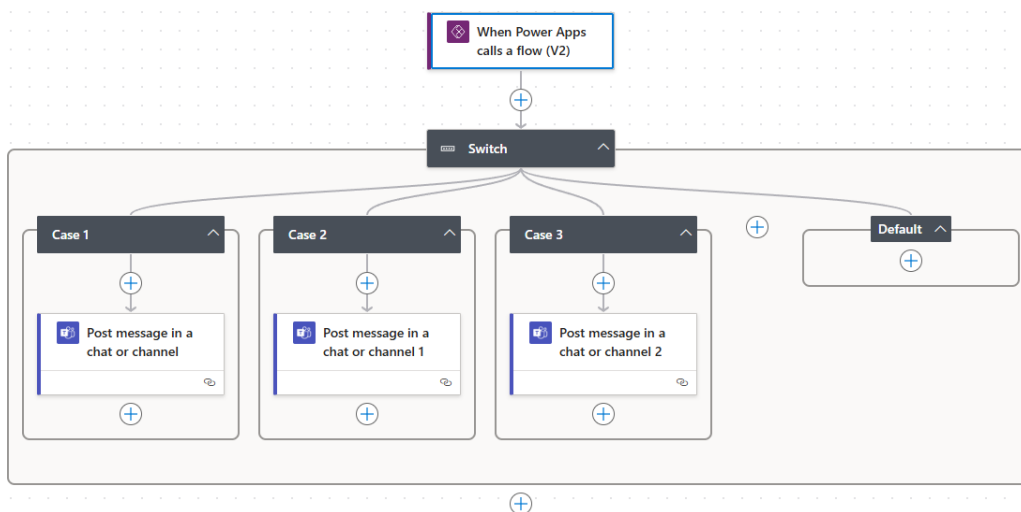 When Power Apps
calls a flow (V2)
Switch
Case 1
Case 2
Case 3
Default
Post message in a
chat or channel
Post message in a
chat or channel 1
Post message in a
chat or channel 2